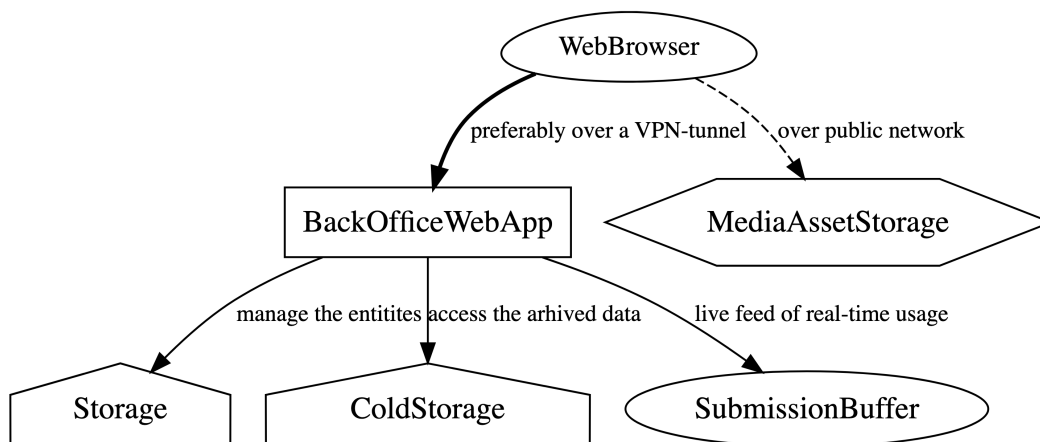 WebBrowser
preferably over a VPN-tunnel
over public network
BackOfficeWebApp
MediaAssetStorage
manage the entitites
access the arhived data
live feed of real-time usage
Storage
ColdStorage
SubmissionBuffer